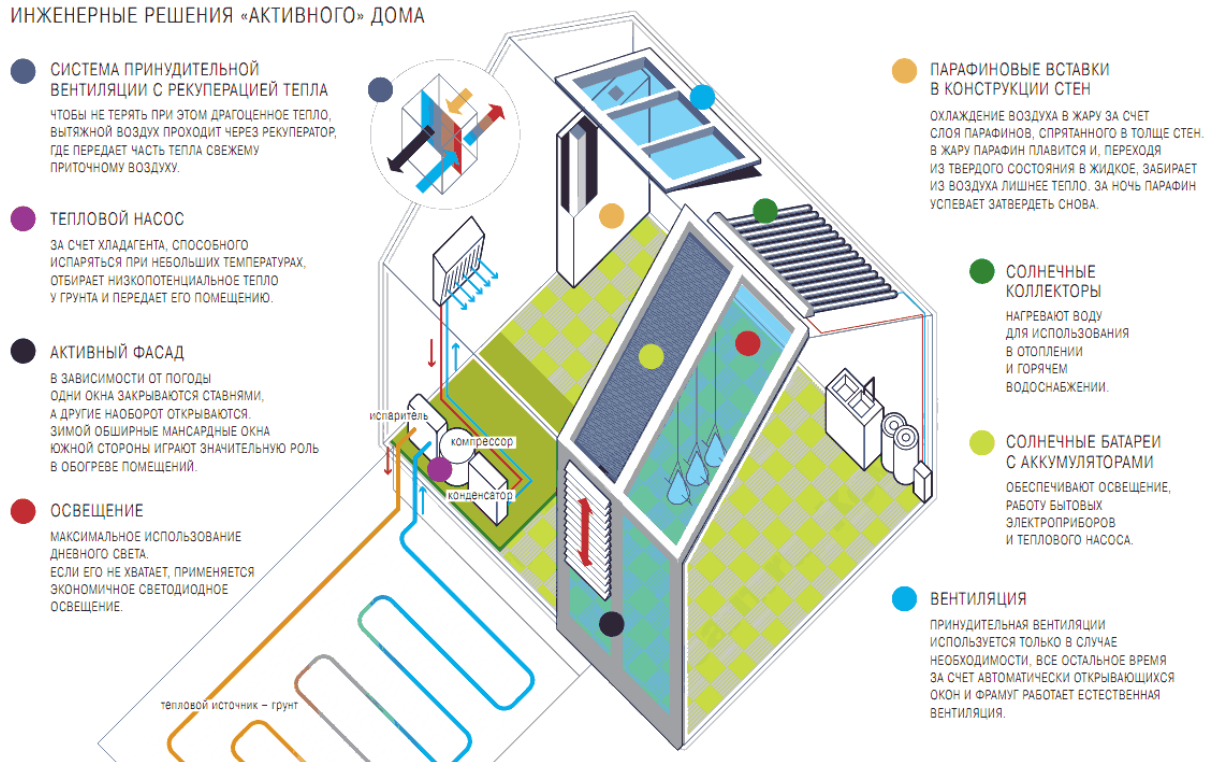 ИНЖЕНЕРНЫЕ РЕШЕНИЯ «АКТИВНОГО» ДОМА
СИСТЕМА ПРИНУДИТЕЛЬНОЙ
ВЕНТИЛЯЦИИ С РЕКУПЕРАЦИЕЙ ТЕПЛА
ЧТОБЫ НЕ ТЕРЯТЬ ПРИ ЭТОМ ДРАГОЦЕННОЕ ТЕПЛО,
ВЫТЯЖНОЙ ВОЗДУХ ПРОХОДИТ ЧЕРЕЗ РЕКУПЕРАТОР,
ГДЕ ПЕРЕДАЕТ ЧАСТЬ ТЕПЛА СВЕЖЕМУ
ПРИТОЧНОМУ ВОЗДУХУ.
ТЕПЛОВОЙ НАСОС
ЗА СЧЕТ ХЛАДАГЕНТА, СПОСОБНОГО
ИСПАРЯТЬСЯ ПРИ НЕБОЛЬШИХ ТЕМПЕРАТУРАХ,
ОТБИРАЕТ НИЗКОПОТЕНЦИАЛЬНОЕ ТЕПЛО
У ГРУНТА И ПЕРЕДАЕТ ЕГО ПОМЕЩЕНИЮ.
АКТИВНЫЙ ФАСАД
В ЗАВИСИМОСТИ ОТ ПОГОДЫ
ОДНИ ОКНА ЗАКРЫВАЮТСЯ СТАВНЯМИ,
А ДРУГИЕ НАОБОРОТ ОТКРЫВАЮТСЯ.
ЗИМОЙ ОБШИРНЫЕ МАНСАРДНЫЕ ОКНА
ЮЖНОЙ СТОРОНЫ ИГРАЮТ ЗНАЧИТЕЛЬНУЮ РОЛЬ
В ОБОГРЕВЕ ПОМЕЩЕНИЙ.
ОСВЕЩЕНИЕ
МАКСИМАЛЬНОЕ ИСПОЛЬЗОВАНИЕ
ДНЕВНОГО СВЕТА.
ЕСЛИ ЕГО НЕ ХВАТАЕТ, ПРИМЕНЯЕТСЯ
ЭКОНОМИЧНОЕ СВЕТОДИОДНОЕ
ОСВЕЩЕНИЕ.
испаритель
компрессор
конденсатор
тепловой источник – грунт
ПАРАФИНОВЫЕ ВСТАВКИ
В КОНСТРУКЦИИ СТЕН
ОХЛАЖДЕНИЕ ВОЗДУХА В ЖАРУ ЗА СЧЕТ
СЛОЯ ПАРАФИНОВ, СПРЯТАННОГО В ТОЛЩЕ СТЕН.
В ЖАРУ ПАРАФИН ПЛАВИТСЯ И, ПЕРЕХОДЯ
ИЗ ТВЕРДОГО СОСТОЯНИЯ В ЖИДКОЕ, ЗАБИРАЕТ
ИЗ ВОЗДУХА ЛИШНЕЕ ТЕПЛО. ЗА НОЧЬ ПАРАФИН
УСПЕВАЕТ ЗАТВЕРДЕТЬ СНОВА.
СОЛНЕЧНЫЕ
КОЛЛЕКТОРЫ
НАГРЕВАЮТ ВОДУ
ДЛЯ ИСПОЛЬЗОВАНИЯ
В ОТОПЛЕНИИ
И ГОРЯЧЕМ
ВОДОСНАБЖЕНИИ.
СОЛНЕЧНЫЕ БАТАРЕИ
С АККУМУЛЯТОРАМИ
ОБЕСПЕЧИВАЮТ ОСВЕЩЕНИЕ,
РАБОТУ БЫТОВЫХ
ЭЛЕКТРОПРИБОРОВ
И ТЕПЛОВОГО НАСОСА.
ВЕНТИЛЯЦИЯ
ПРИНУДИТЕЛЬНАЯ ВЕНТИЛЯЦИИ
ИСПОЛЬЗУЕТСЯ ТОЛЬКО В СЛУЧАЕ
НЕОБХОДИМОСТИ, ВСЕ ОСТАЛЬНОЕ ВРЕМЯ
ЗА СЧЕТ АВТОМАТИЧЕСКИ ОТКРЫВАЮЩИХСЯ
ОКОН И ФРАМУГ РАБОТАЕТ ЕСТЕСТВЕННАЯ
ВЕНТИЛЯЦИЯ.